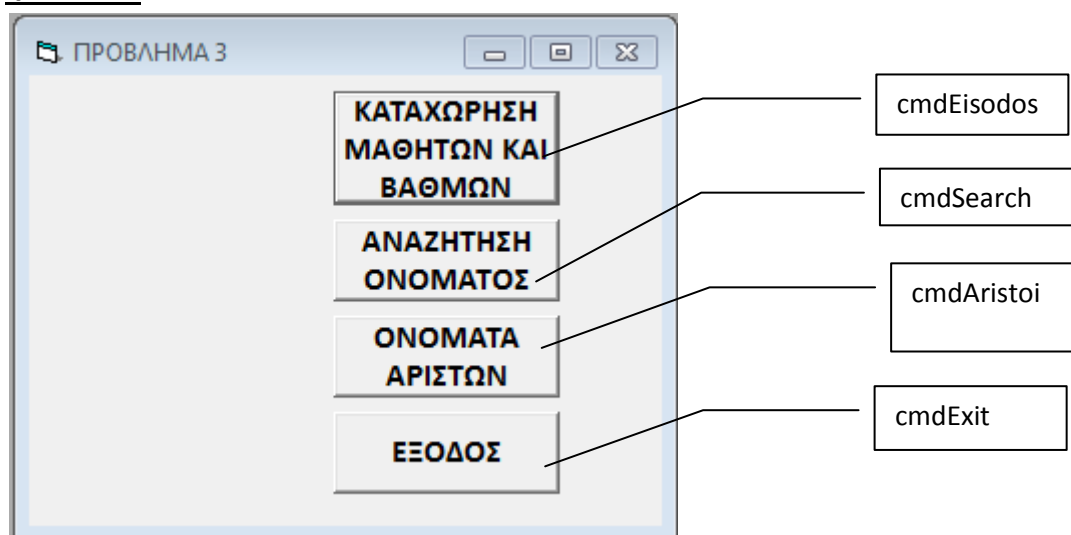 ΠΡΟΒΛΗΜΑ 3
ΚΑΤΑΧΩΡΗΣΗ
ΜΑΘΗΤΩΝ ΚΑΙ
ΒΑΘΜΩΝ
cmdEisodos
ΑΝΑΖΗΤΗΣΗ
ΟΝΟΜΑΤΟΣ
cmdSearch
ΟΝΟΜΑΤΑ
ΑΡΙΣΤΩΝ
cmdAristoi
ΕΞΟΔΟΣ
cmdExit